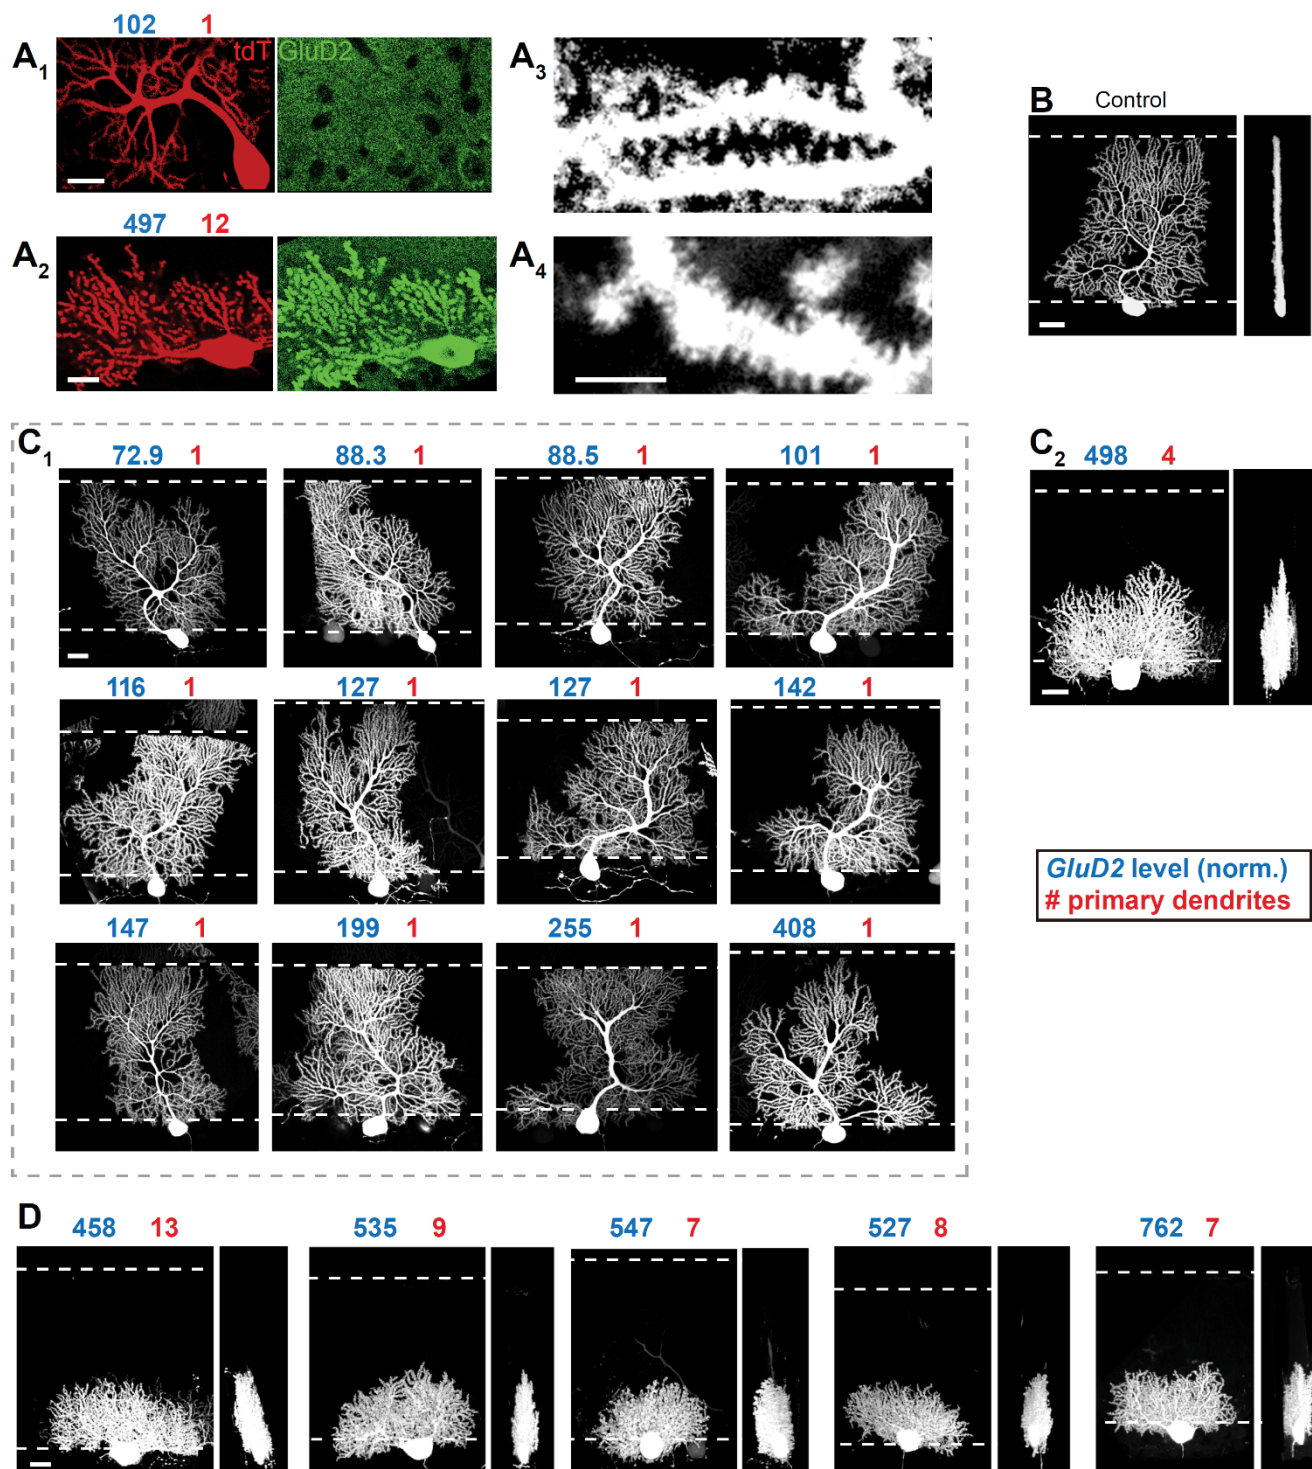 A1
102 1
tdT GluD2
A3
A2
497 12
A4
B
Control
C1
72.9 1
88.3 1
88.5 1
101 1
116 1
127 1
127 1
142 1
147 1
199 1
255 1
408 1
C2
498 4
GluD2 level (norm.)
# primary dendrites
D
458 13
535 9
547 7
527 8
762 7